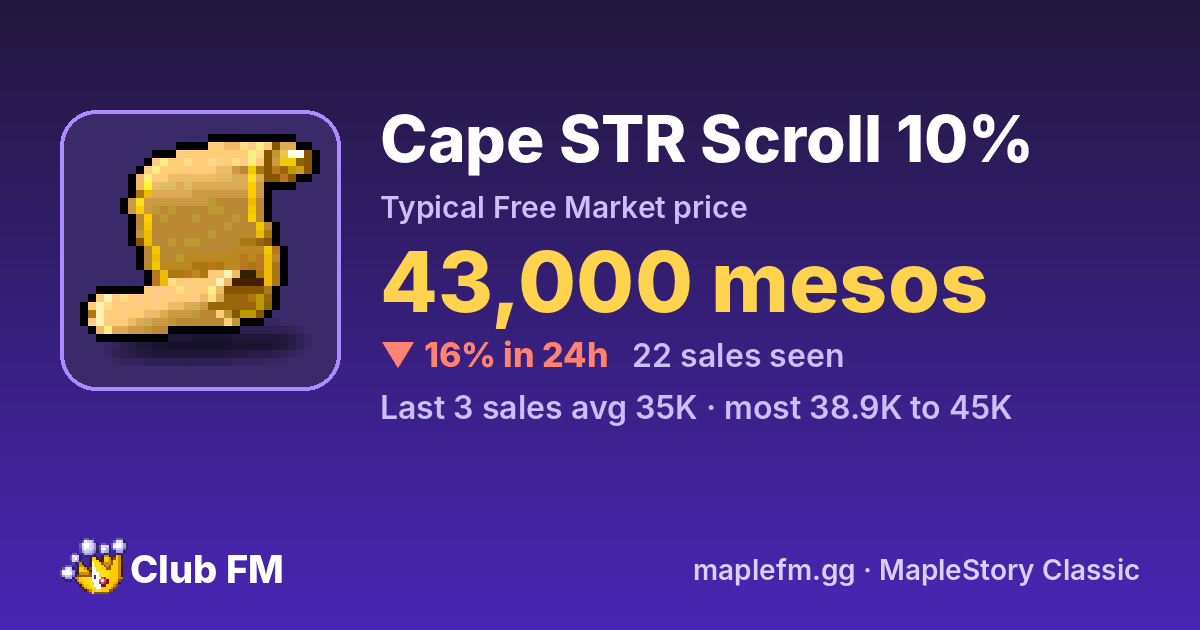 Cape STR Scroll 10%
Typical Free Market price
43,000 mesos
▼ 16% in 24h 22 sales seen
Last 3 sales avg 35K · most 38.9K to 45K
Club FM
maplefm.gg · MapleStory Classic